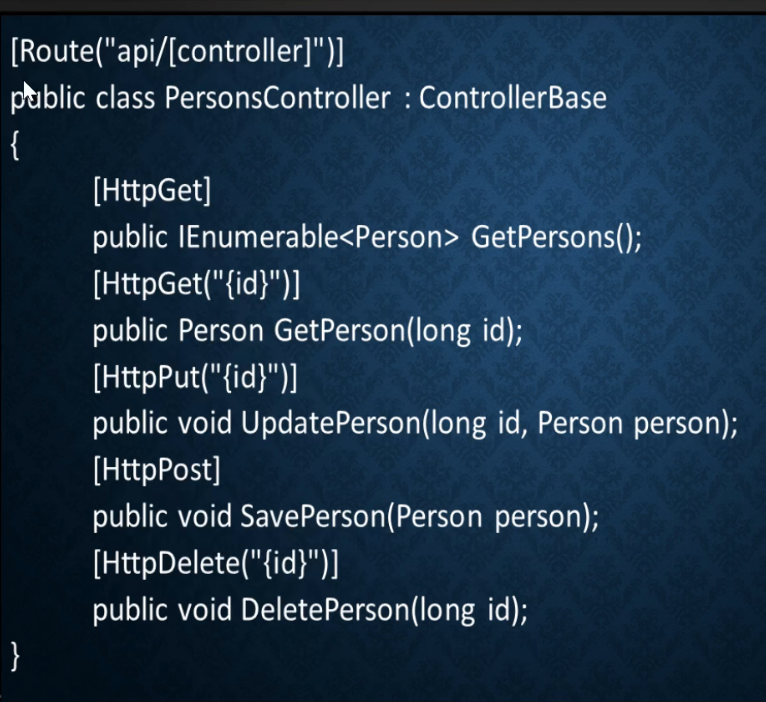 [Route("api/[controller]")]
public class PersonsController : ControllerBase
{
[HttpGet]
public IEnumerable<Person> GetPersons();
[HttpGet("{id}")]
public Person GetPerson(long id);
[HttpPut("{id}")]
public void UpdatePerson(long id, Person person);
[HttpPost]
public void SavePerson(Person person);
[HttpDelete("{id}")]
public void DeletePerson(long id);
}